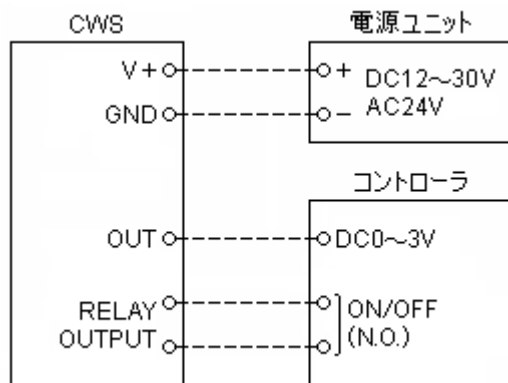 CWS
電源ユニット
V+
+
DC12～30V
GND
-
AC24V
コントローラ
OUT
DC0～3V
RELAY
OUTPUT
ON/OFF
(N.O.)